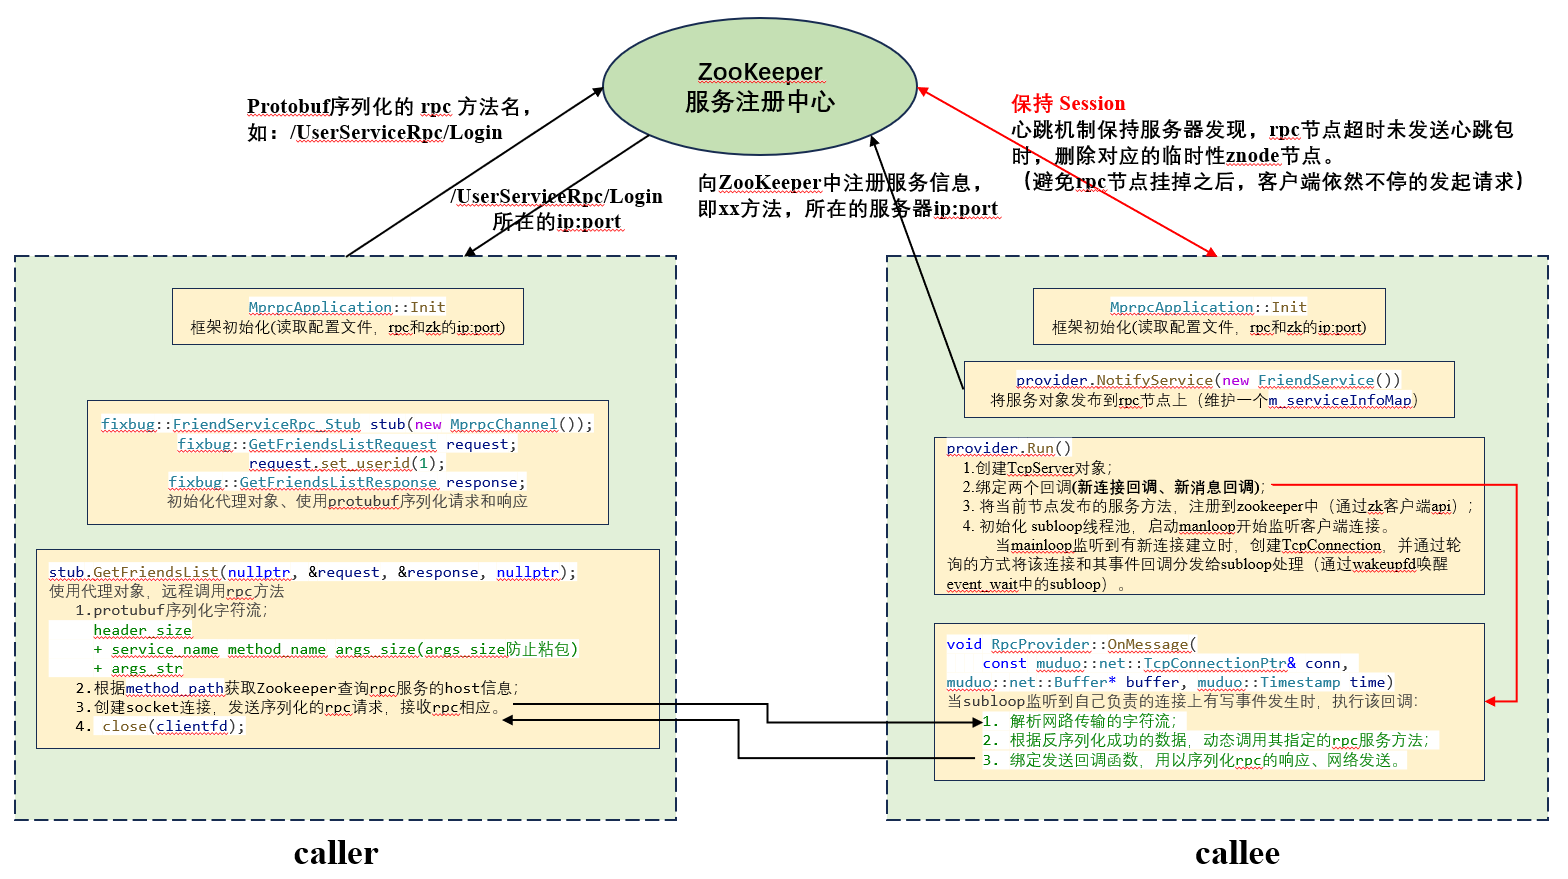 ZooKeeper
服务注册中心
Protobuf序列化的 rpc 方法名，
如：/UserServiceRpc/Login
/UserServiceRpc/Login
所在的ip:port
向ZooKeeper中注册服务信息，
即xx方法，所在的服务器ip:port
保持 Session
心跳机制保持服务器发现，rpc节点超时未发送心跳包
时，删除对应的临时性znode节点。
（避免rpc节点挂掉之后，客户端依然不停的发起请求）
MprpcApplication::Init
框架初始化(读取配置文件，rpc和zk的ip:port)
fixbug::FriendServiceRpc_Stub stub(new MprpcChannel());
fixbug::GetFriendsListRequest request;
request.set_userid(1);
fixbug::GetFriendsListResponse response;
初始化代理对象、使用protubuf序列化请求和响应
stub.GetFriendsList(nullptr, &request, &response, nullptr);
使用代理对象，远程调用rpc方法
1.protubuf序列化字符流；
header_size
+ service_name method_name args_size(args_size防止粘包)
+ args_str
2.根据method_path获取Zookeeper查询rpc服务的host信息；
3.创建socket连接，发送序列化的rpc请求，接收rpc相应。
4. close(clientfd);
caller
MprpcApplication::Init
框架初始化(读取配置文件，rpc和zk的ip:port)
provider.NotifyService(new FriendService())
将服务对象发布到rpc节点上（维护一个m_serviceInfoMap）
provider.Run()
1.创建TcpServer对象；
2.绑定两个回调(新连接回调、新消息回调)；
3. 将当前节点发布的服务方法，注册到zookeeper中（通过zk客户端api）；
4. 初始化 subloop线程池，启动manloop开始监听客户端连接。
当mainloop监听到有新连接建立时，创建TcpConnection，并通过轮
询的方式将该连接和其事件回调分发给subloop处理（通过wakeupfd唤醒
event_wait中的subloop）。
void RpcProvider::OnMessage(
const muduo::net::TcpConnectionPtr& conn,
muduo::net::Buffer* buffer, muduo::Timestamp time)
当subloop监听到自己负责的连接上有写事件发生时，执行该回调：
1. 解析网路传输的字符流；
2. 根据反序列化成功的数据，动态调用其指定的rpc服务方法；
3. 绑定发送回调函数，用以序列化rpc的响应、网络发送。
callee